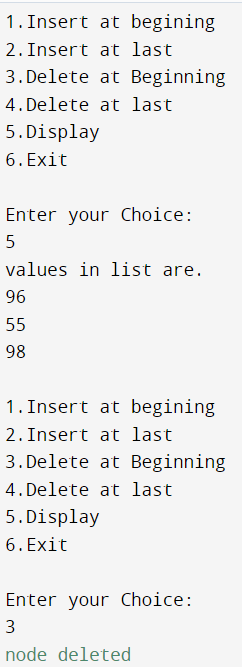 1.Insert at begining
2.Insert at last
3.Delete at Beginning
4.Delete at last
5.Display
6.Exit
Enter your Choice:
5
values in list are.
96
55
98
1.Insert at begining
2.Insert at last
3.Delete at Beginning
4.Delete at last
5.Display
6.Exit
Enter your Choice:
3
node deleted